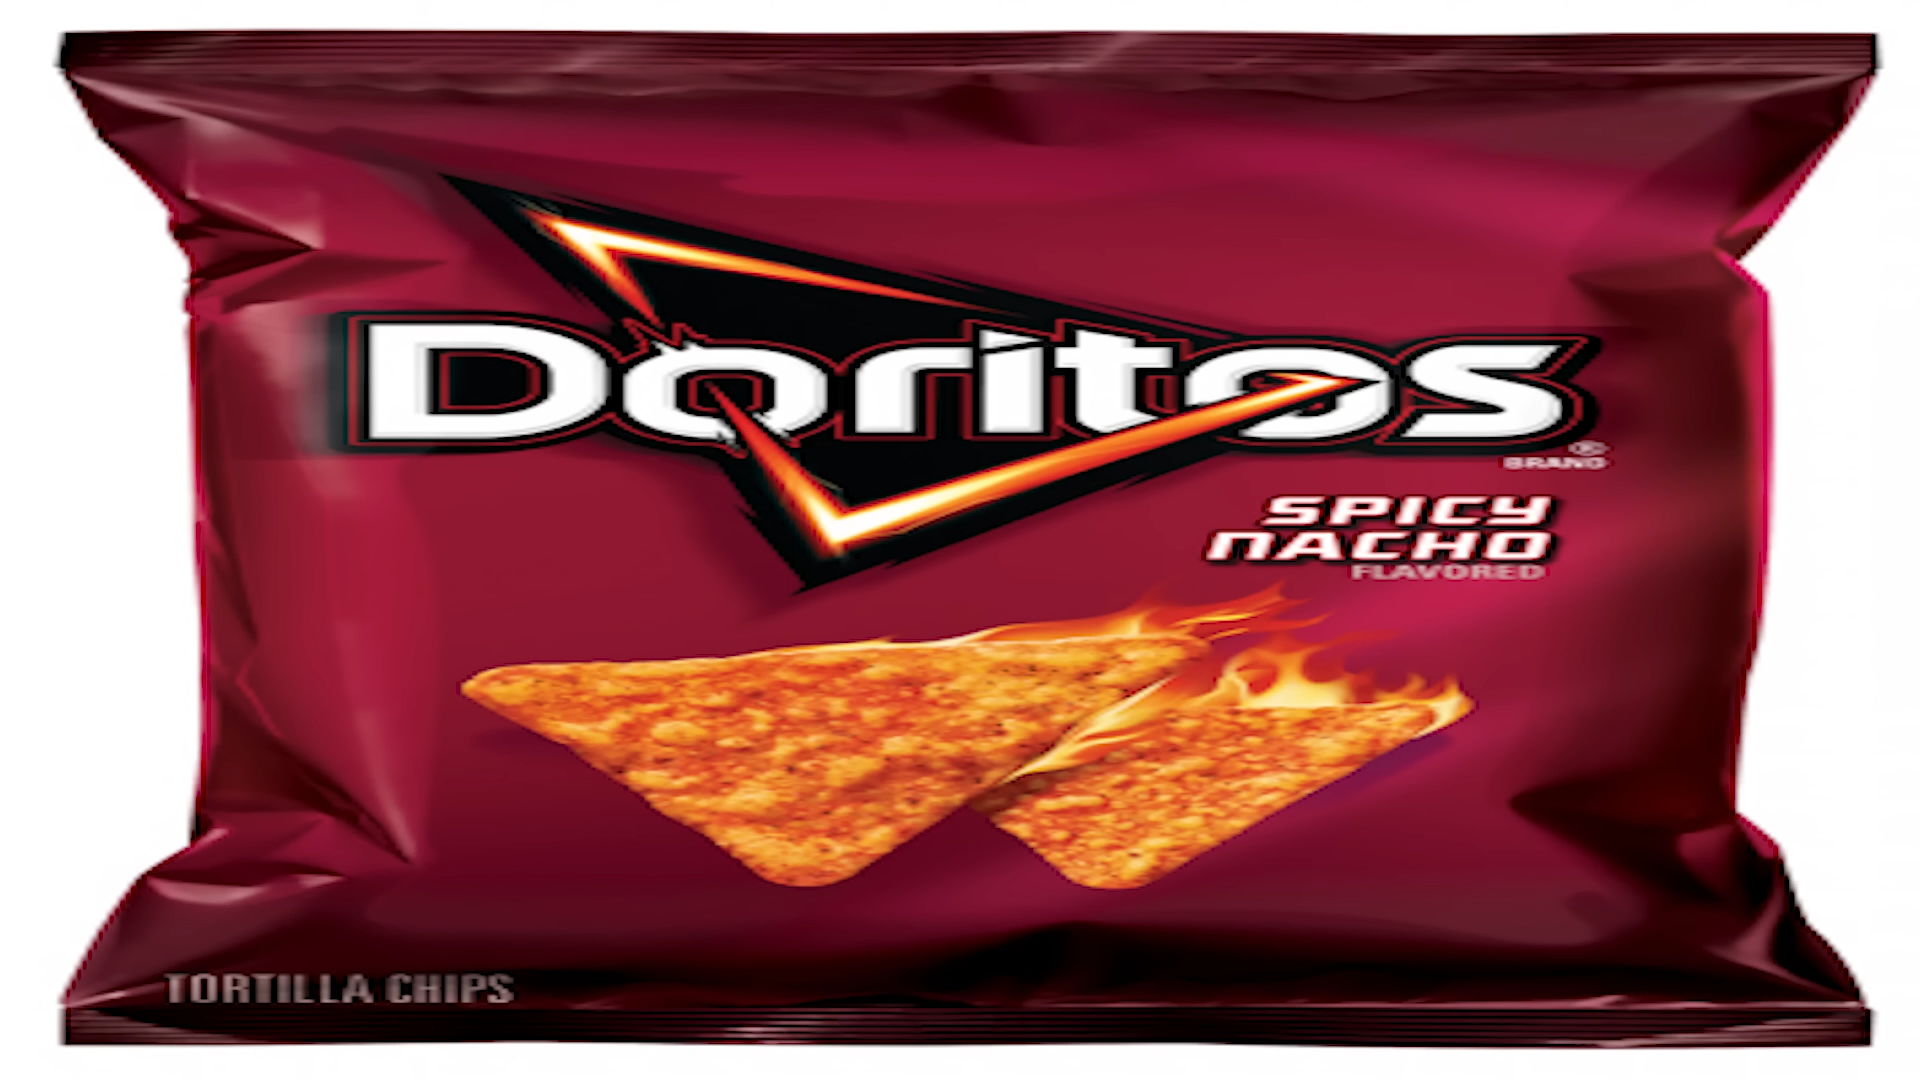 Doritos
®
BRAND
SPICY
NACHO
FLAVORED
TORTILLA CHIPS